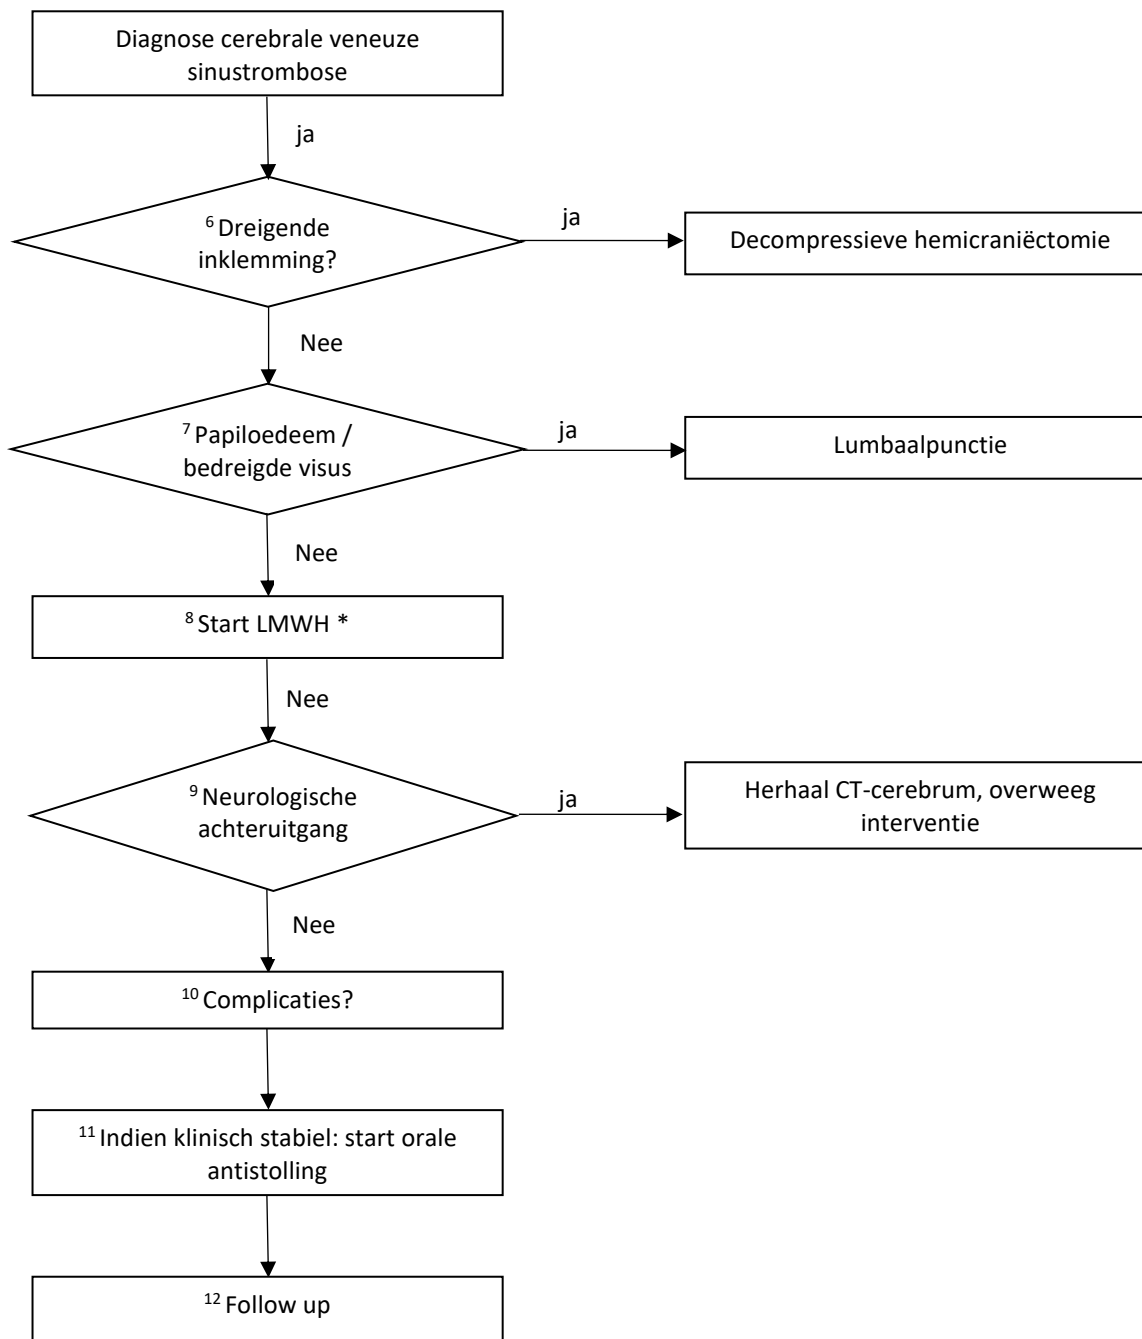 Diagnose cerebrale veneuze
sinustrombose
ja
6 Dreigende
inklemming?
ja
Decompressieve hemicraniëctomie
Nee
7 Papiloedeem /
bedreigde visus
ja
Lumbaalpunctie
Nee
8 Start LMWH *
Nee
9 Neurologische
achteruitgang
ja
Herhaal CT-cerebrum, overweeg
interventie
Nee
10 Complicaties?
11 Indien klinisch stabiel: start orale
antistolling
12 Follow up